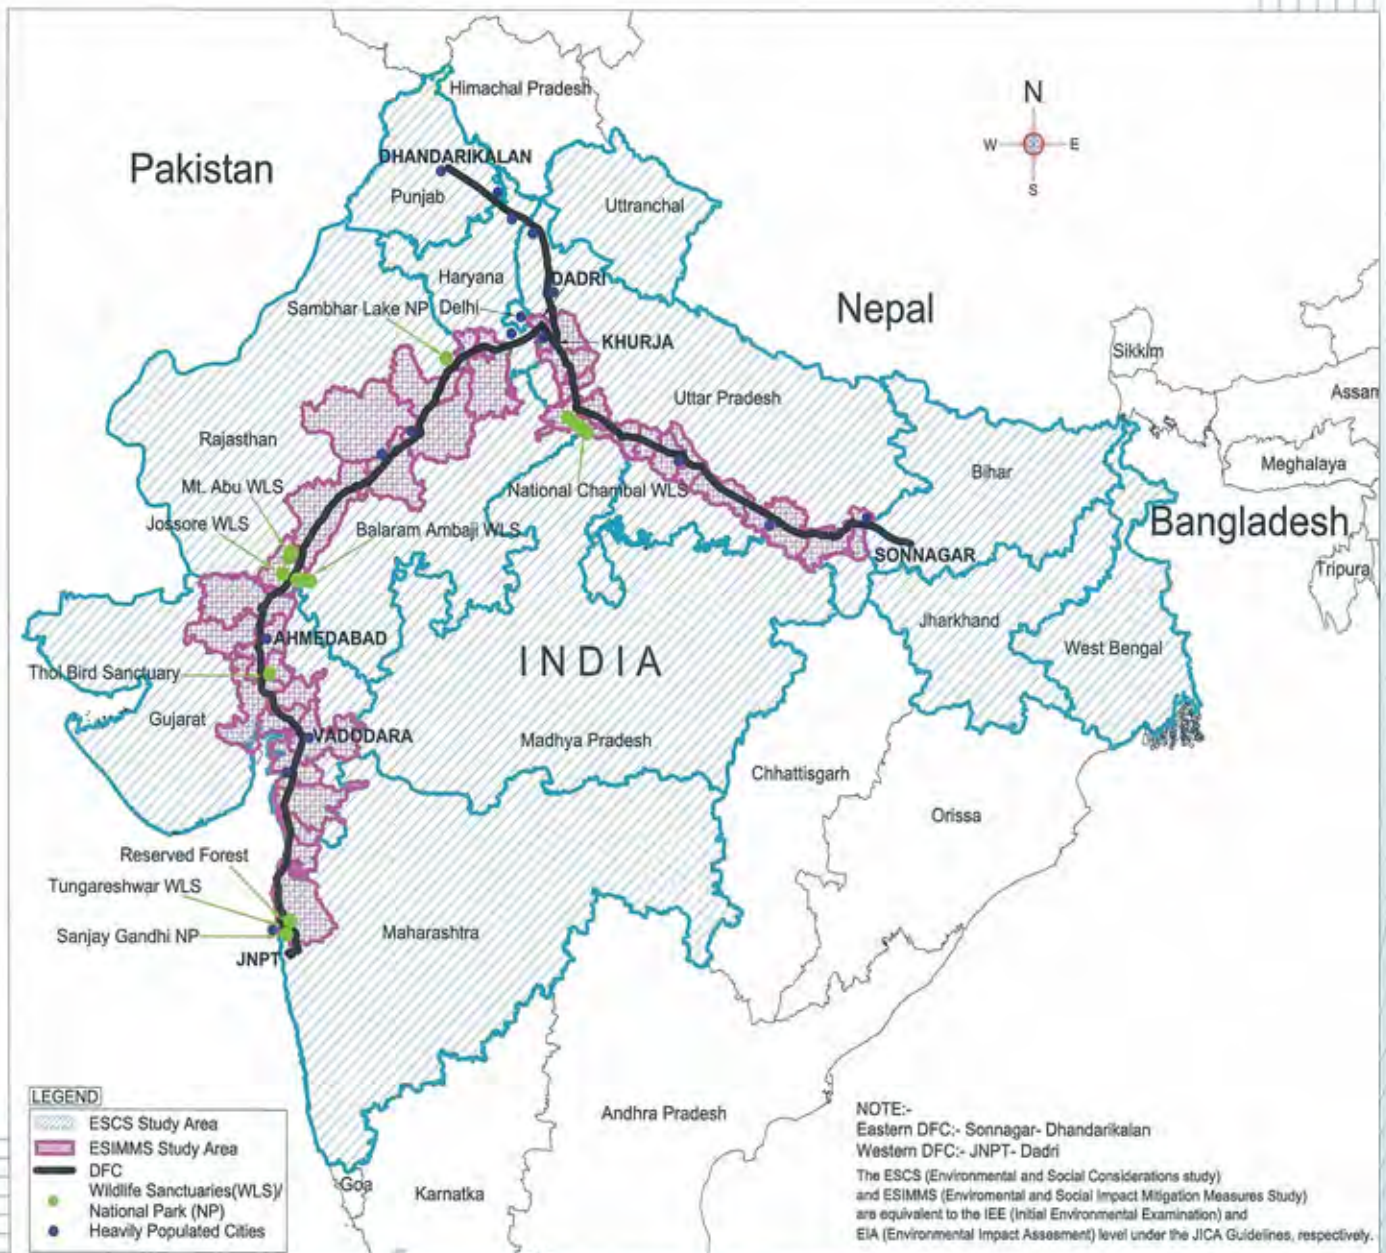 N
W
E
S
Himachal Pradesh
Pakistan
DHANDARIKALAN
Punjab
Uttranchal
Haryana
DADRI
Sambhar Lake NP
Delhi
Nepal
KHURJA
Sikkim
Assam
Uttar Pradesh
Rajasthan
Bihar
Meghalaya
Mt. Abu WLS
National Chambal WLS
Jossore WLS
Balaram Ambaji WLS
Bangladesh
SONNAGAR
Tripura
Jharkhand
AHMEDABAD
West Bengal
INDIA
Thol Bird Sanctuary
Gujarat
VADODARA
Madhya Pradesh
Chhattisgarh
Orissa
Reserved Forest
Tungareshwar WLS
Sanjay Gandhi NP
Maharashtra
JNPT
Andhra Pradesh
Goa
Karnatka
LEGEND
ESCS Study Area
ESIMMS Study Area
DFC
Wildlife Sanctuaries(WLS)/
National Park (NP)
Heavily Populated Cities
NOTE:-
Eastern DFC:- Sonnagar- Dhandarikalan
Western DFC:- JNPT- Dadri
The ESCS (Environmental and Social Considerations study)
and ESIMMS (Enviromental and Social Impact Mitigation Measures Study)
are equivalent to the IEE (Initial Environmental Examination) and
EIA (Environmental Impact Assesment) level under the JICA Guidelines, respectively.